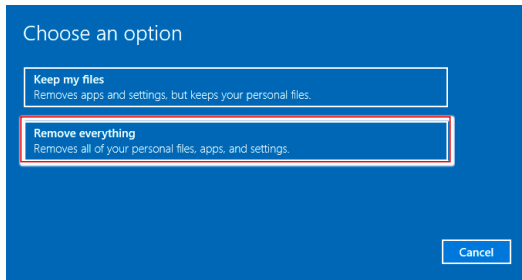 Choose an option
Keep my files
Removes apps and settings, but keeps your personal files.
Remove everything
Removes all of your personal files, apps, and settings.
Cancel